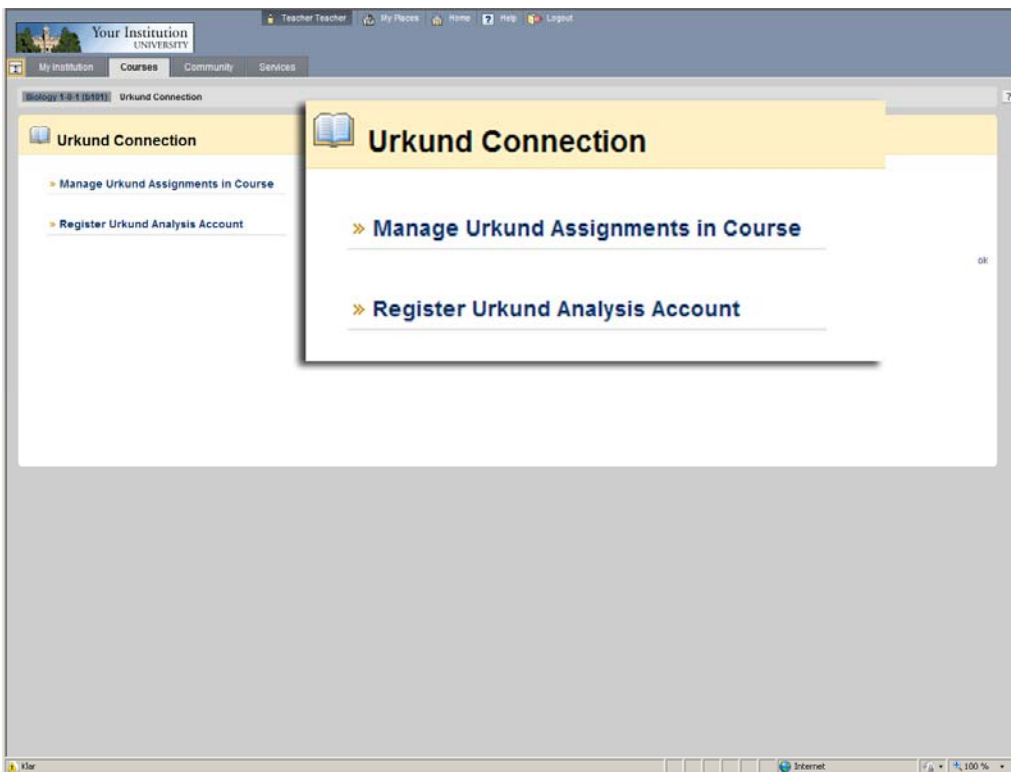 Teacher Teacher My Places Home ? Help Logout
Your Institution
UNIVERSITY
My Institution Courses Community Services
Biology 1-0-1 (b101) Urkund Connection
?
Urkund Connection
» Manage Urkund Assignments in Course
» Register Urkund Analysis Account
Urkund Connection
» Manage Urkund Assignments in Course
» Register Urkund Analysis Account
ok
Klar Internet 100 %